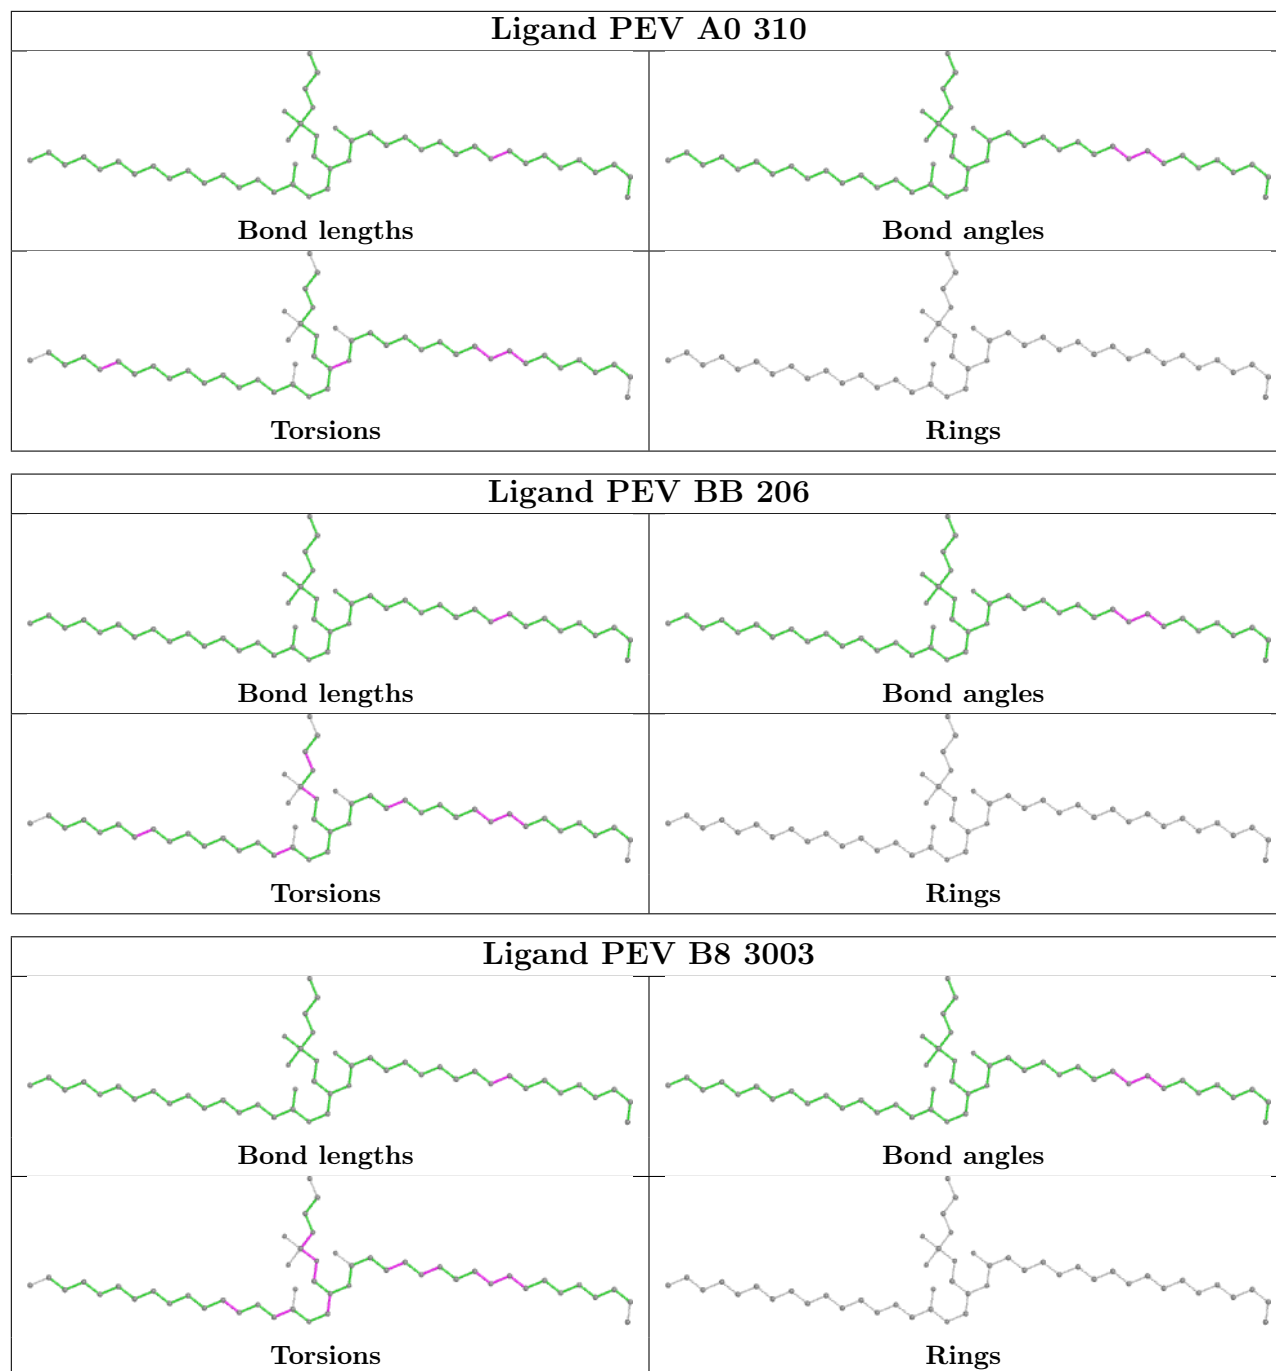 Ligand PEV A0 310
Bond lengths
Bond angles
Torsions
Rings
Ligand PEV BB 206
Bond lengths
Bond angles
Torsions
Rings
Ligand PEV B8 3003
Bond lengths
Bond angles
Torsions
Rings